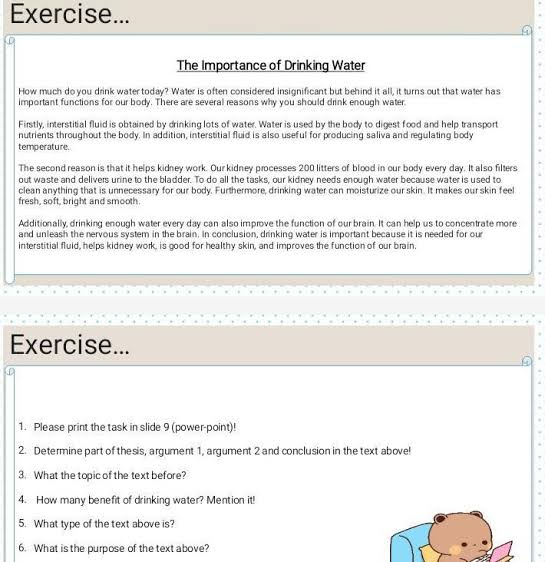 Exercise...
The Importance of Drinking Water
How much do you drink water today? Water is often considered insignificant but behind it all, it turns out that water has
important functions for our body. There are several reasons why you should drink enough water.
Firstly, interstitial fluid is obtained by drinking lots of water. Water is used by the body to digest food and help transport
nutrients throughout the body. In addition, interstitial fluid is also useful for producing saliva and regulating body
temperature.
The second reason is that it helps kidney work. Our kidney processes 200 litters of blood in our body every day. It also filters
out waste and delivers urine to the bladder. To do all the tasks, our kidney needs enough water because water is used to
clean anything that is unnecessary for our body. Furthermore, drinking water can moisturize our skin. It makes our skin feel
fresh, soft, bright and smooth.
Additionally, drinking enough water every day can also improve the function of our brain. It can help us to concentrate more
and unleash the nervous system in the brain. In conclusion, drinking water is important because it is needed for our
interstitial fluid, helps kidney work, is good for healthy skin, and improves the function of our brain.
Exercise...
1. Please print the task in slide 9 (power-point)!
2. Determine part of thesis, argument 1, argument 2 and conclusion in the text above!
3. What the topic of the text before?
4. How many benefit of drinking water? Mention it!
5. What type of the text above is?
6. What is the purpose of the text above?